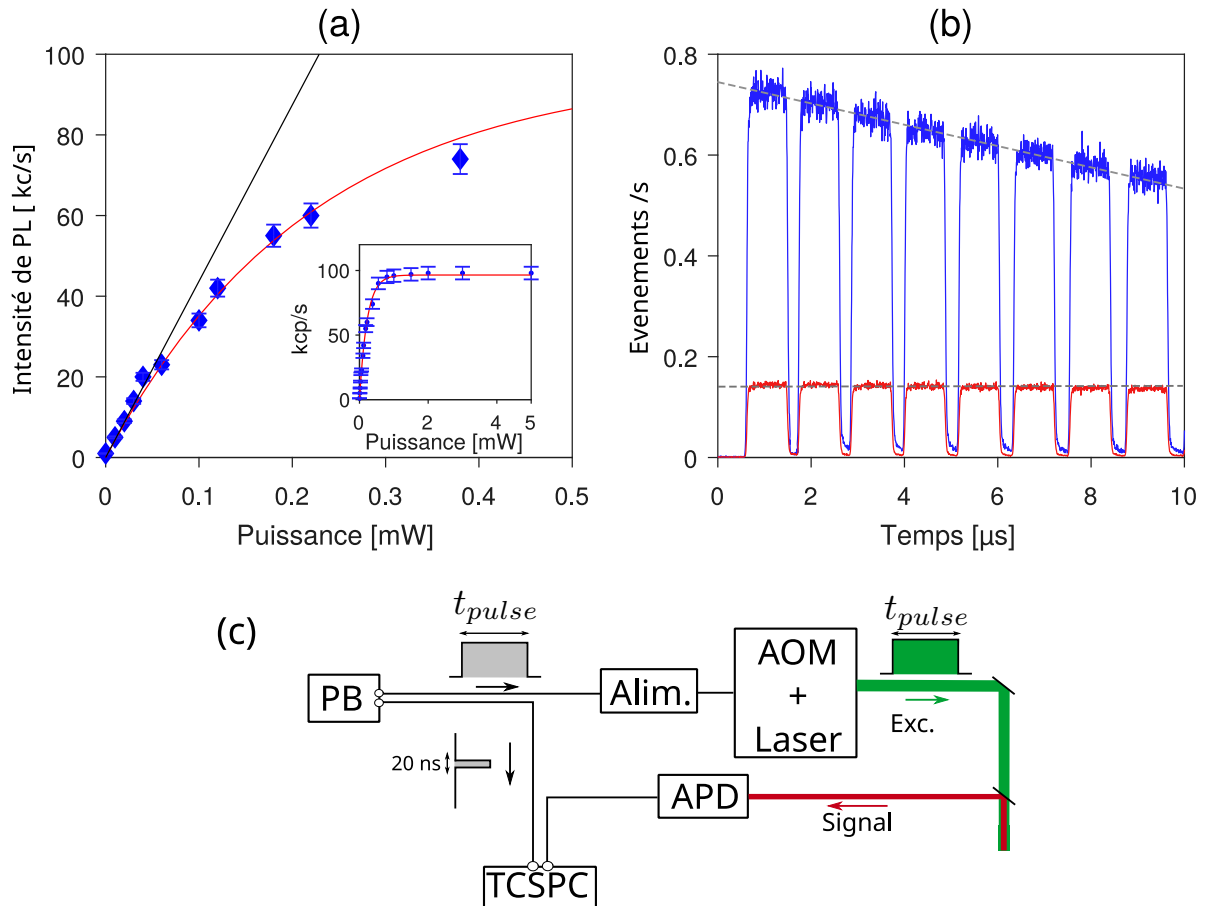 (a)
100
80
60
40
20
0
Intensité de PL [ kc/s]
0
0.1
0.2
0.3
0.4
0.5
Puissance [mW]
100
50
0
kcp/s
0
2
4
5
Puissance [mW]
(b)
0.8
0.6
0.4
0.2
0
Evenements /s
0
2
4
6
8
10
Temps [µs]
(c)
t_pulse
t_pulse
PB
Alim.
AOM
+
Laser
Exc.
20 ns
APD
Signal
TCSPC